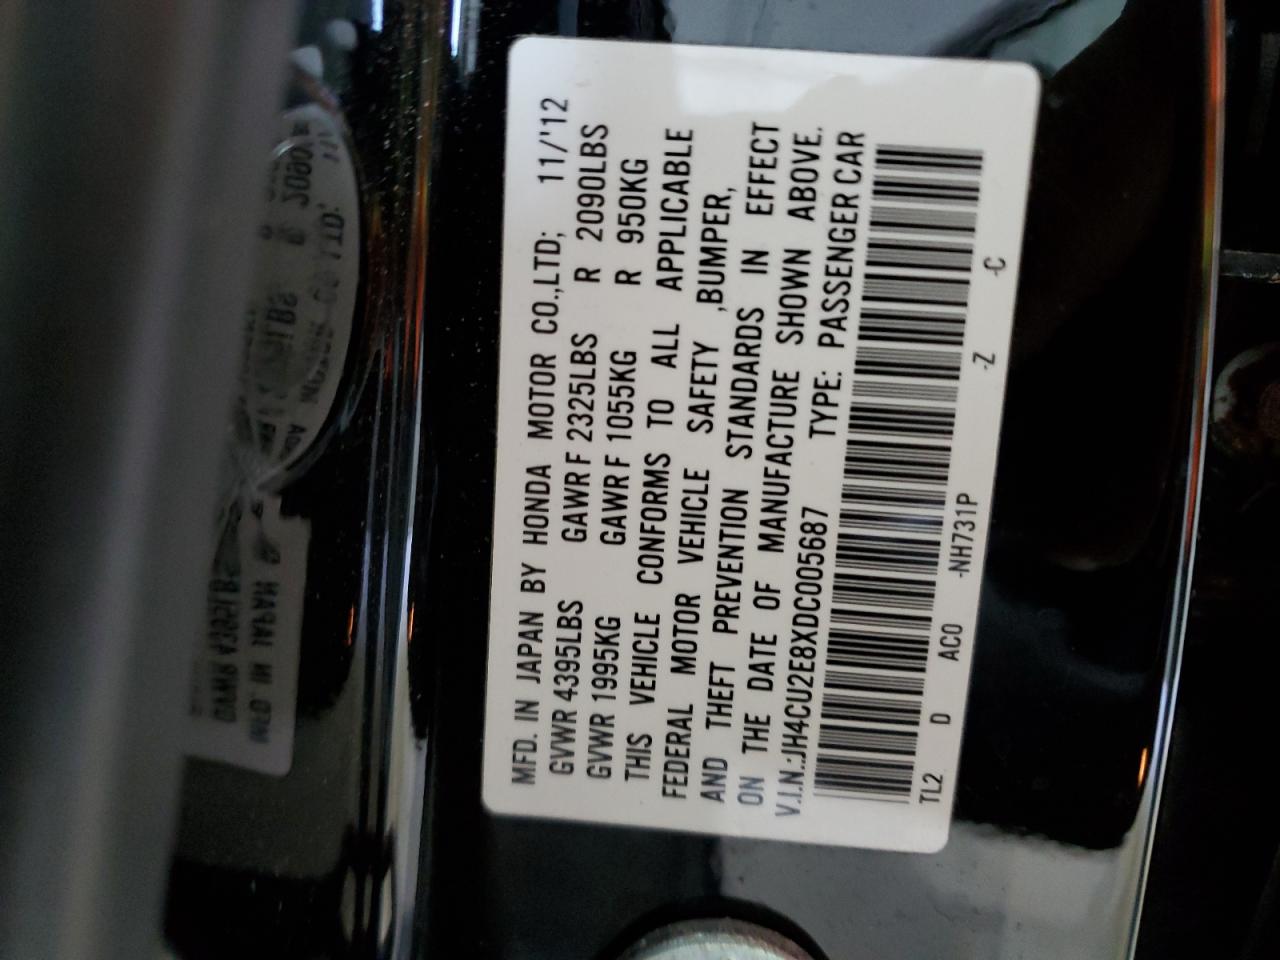 MFD. IN JAPAN BY HONDA MOTOR CO.,LTD; 11/'12
GVWR 4395LBS GAWR F 2325LBS R 2090LBS
GVWR 1995KG GAWR F 1055KG R 950KG
THIS VEHICLE CONFORMS TO ALL APPLICABLE
FEDERAL MOTOR VEHICLE SAFETY ,BUMPER,
AND THEFT PREVENTION STANDARDS IN EFFECT
ON THE DATE OF MANUFACTURE SHOWN ABOVE.
V.I.N.:JH4CU2E8XDC005687 TYPE: PASSENGER CAR
TL2 D AC0 -NH731P -Z -C